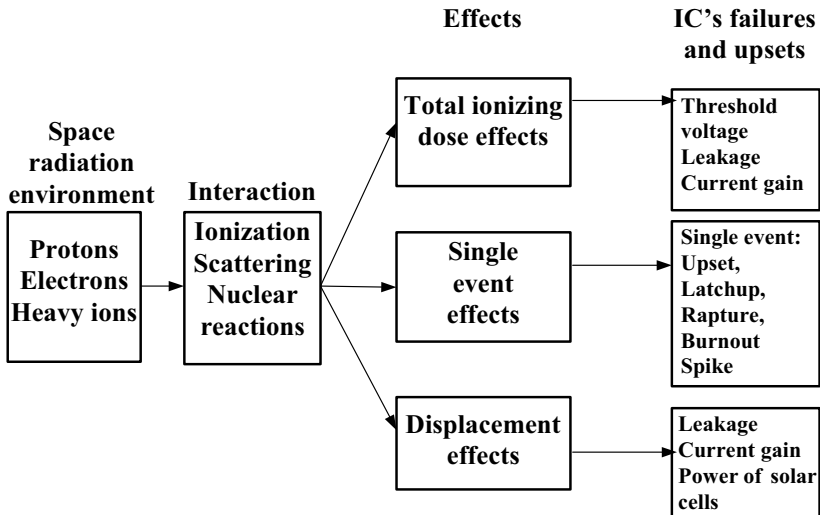 Effects
IC's failures
and upsets
Space
radiation
environment
Protons
Electrons
Heavy ions
Interaction
Ionization
Scattering
Nuclear
reactions
Total ionizing
dose effects
Threshold
voltage
Leakage
Current gain
Single
event
effects
Single event:
Upset,
Latchup,
Rapture,
Burnout
Spike
Displacement
effects
Leakage
Current gain
Power of solar
cells